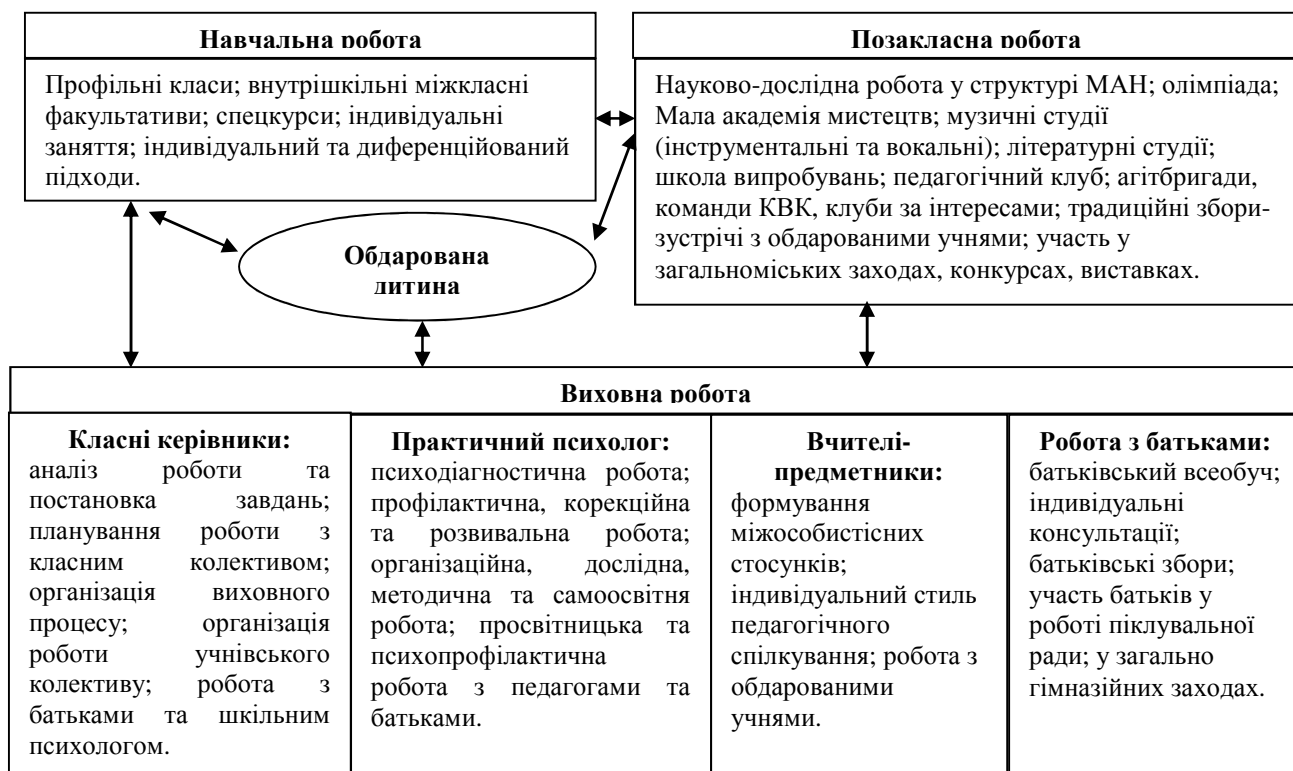 Навчальна робота
Профільні класи; внутрішкільні міжкласні
факультативи; спецкурси; індивідуальні
заняття; індивідуальний та диференційований
підходи.
Позакласна робота
Науково-дослідна робота у структурі МАН; олімпіада;
Мала академія мистецтв; музичні студії
(інструментальні та вокальні); літературні студії;
школа випробувань; педагогічний клуб; агітбригади,
команди КВК, клуби за інтересами; традиційні збори-
зустрічі з обдарованими учнями; участь у
загальноміських заходах, конкурсах, виставках.
Обдарована
дитина
Виховна робота
Класні керівники:
аналіз роботи та
постановка завдань;
планування роботи з
класним колективом;
організація виховного
процесу; організація
роботи учнівського
колективу; робота з
батьками та шкільним
психологом.
Практичний психолог:
психодіагностична робота;
профілактична, корекційна
та розвивальна робота;
організаційна, дослідна,
методична та самоосвітня
робота; просвітницька та
психопрофілактична
робота з педагогами та
батьками.
Вчителі-
предметники:
формування
міжособистісних
стосунків;
індивідуальний стиль
педагогічного
спілкування; робота з
обдарованими
учнями.
Робота з батьками:
батьківський всеобуч;
індивідуальні
консультації;
батьківські збори;
участь батьків у
роботі піклувальної
ради; у загально
гімназійних заходах.